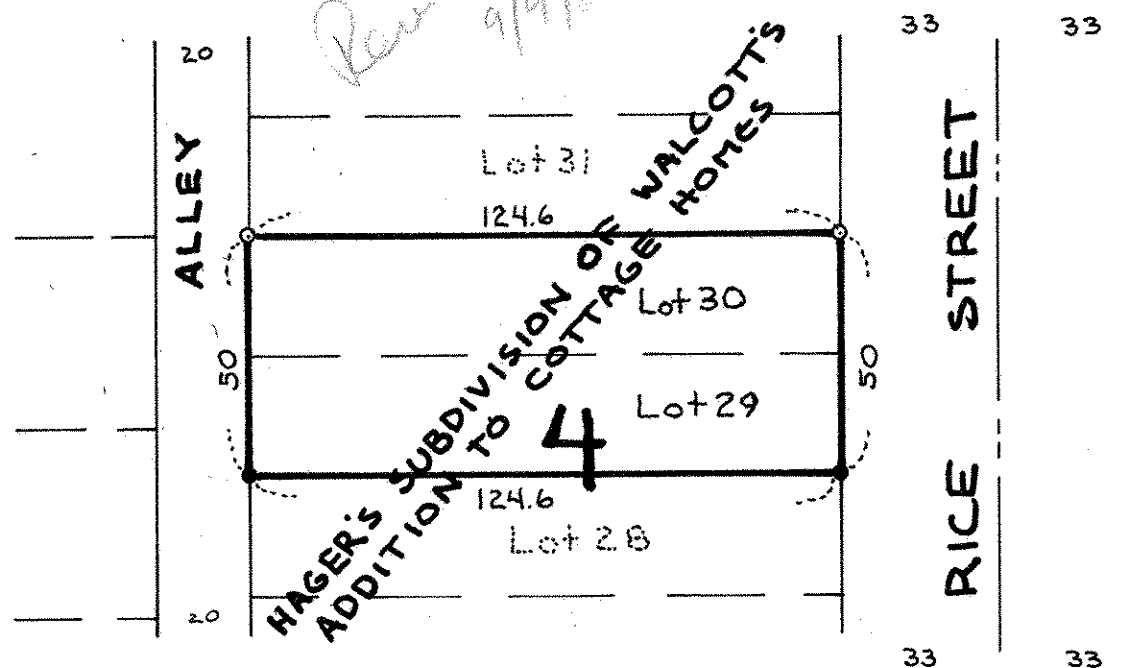 33
33
20
ALLEY
Lot 31
124.6
HAGER'S SUBDIVISION OF WALCOTT'S
ADDITION TO COTTAGE HOMES
Lot 30
50
50
Lot 29
4
124.6
Lot 28
RICE STREET
20
33
33